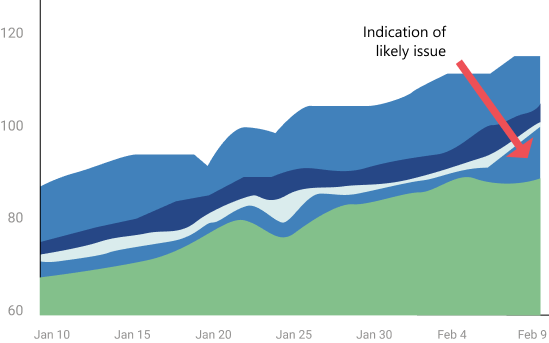 Indication of
likely issue
120
100
80
60
Jan 10
Jan 15
Jan 20
Jan 25
Jan 30
Feb 4
Feb 9